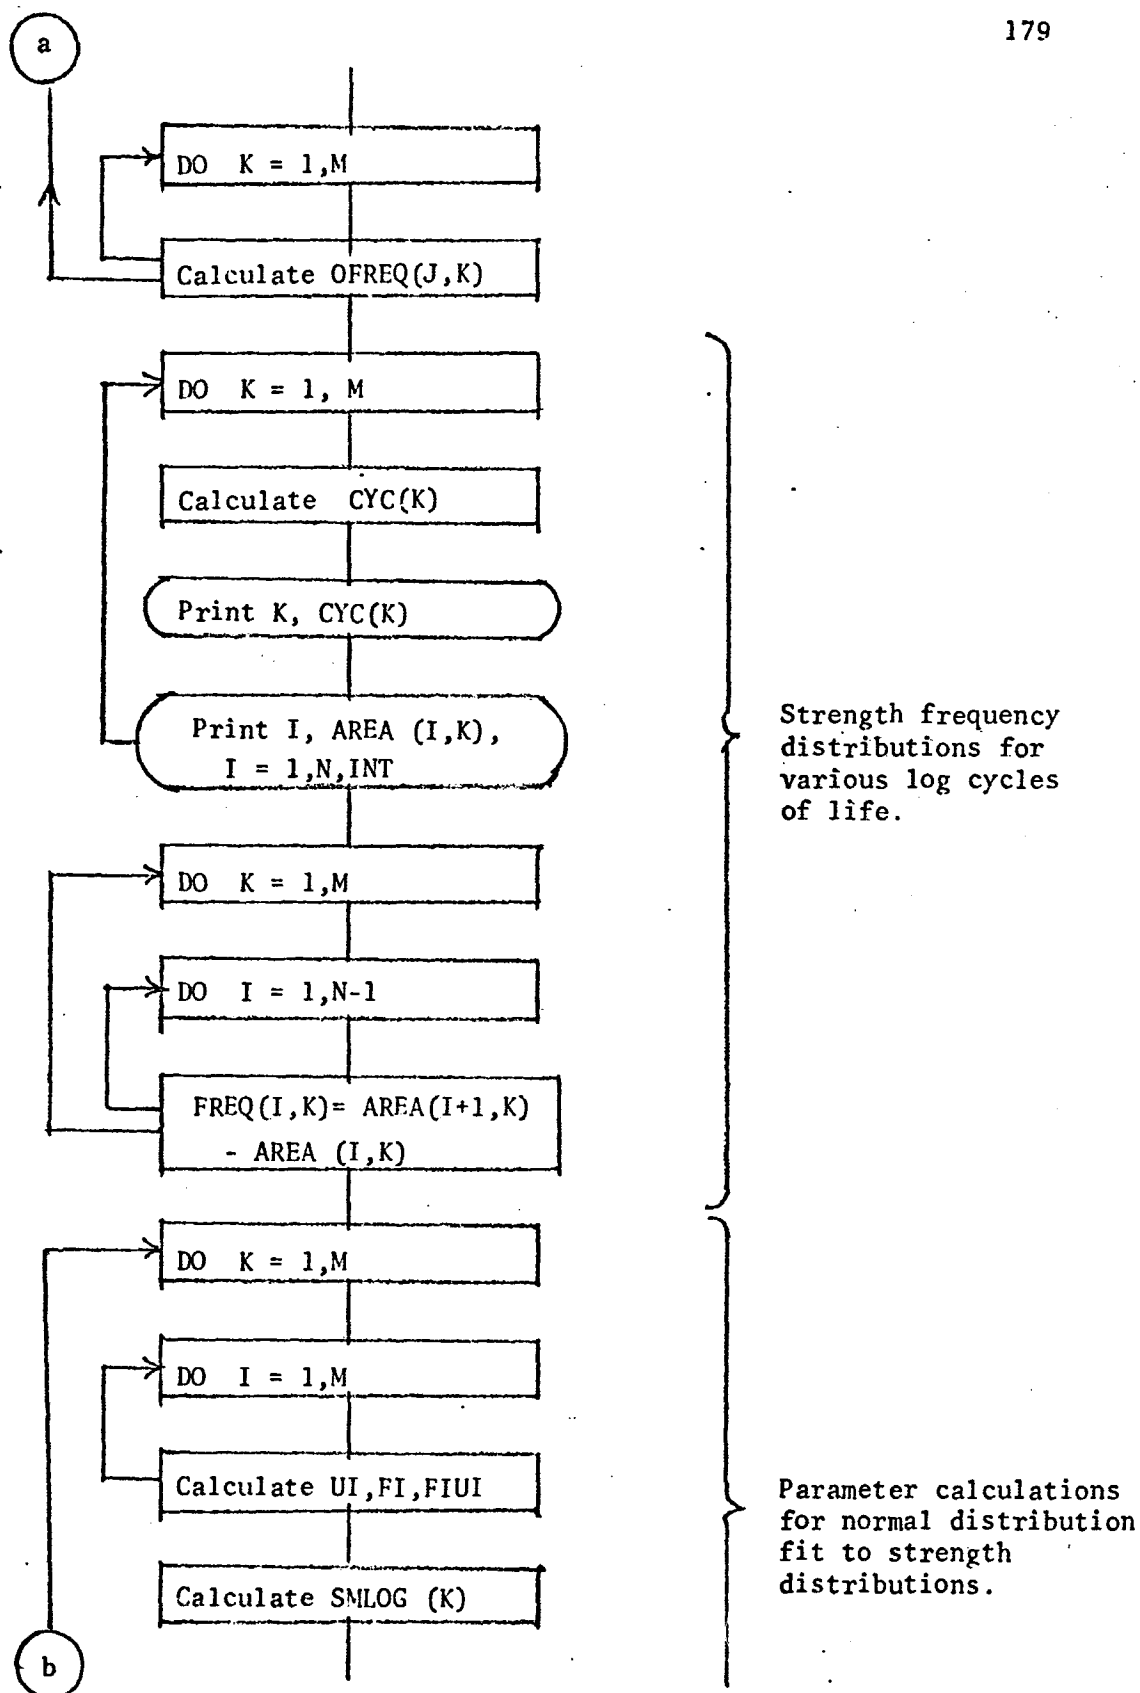 179
a
DO K = 1,M
Calculate OFREQ(J,K)
DO K = 1, M
Calculate CYC(K)
Print K, CYC(K)
Print I, AREA (I,K),
I = 1,N,INT
Strength frequency
distributions for
various log cycles
of life.
DO K = 1,M
DO I = 1,N-1
FREQ(I,K)= AREA(I+1,K)
- AREA (I,K)
DO K = 1,M
DO I = 1,M
Calculate UI,FI,FIUI
Parameter calculations
for normal distribution
fit to strength
distributions.
Calculate SMLOG (K)
b